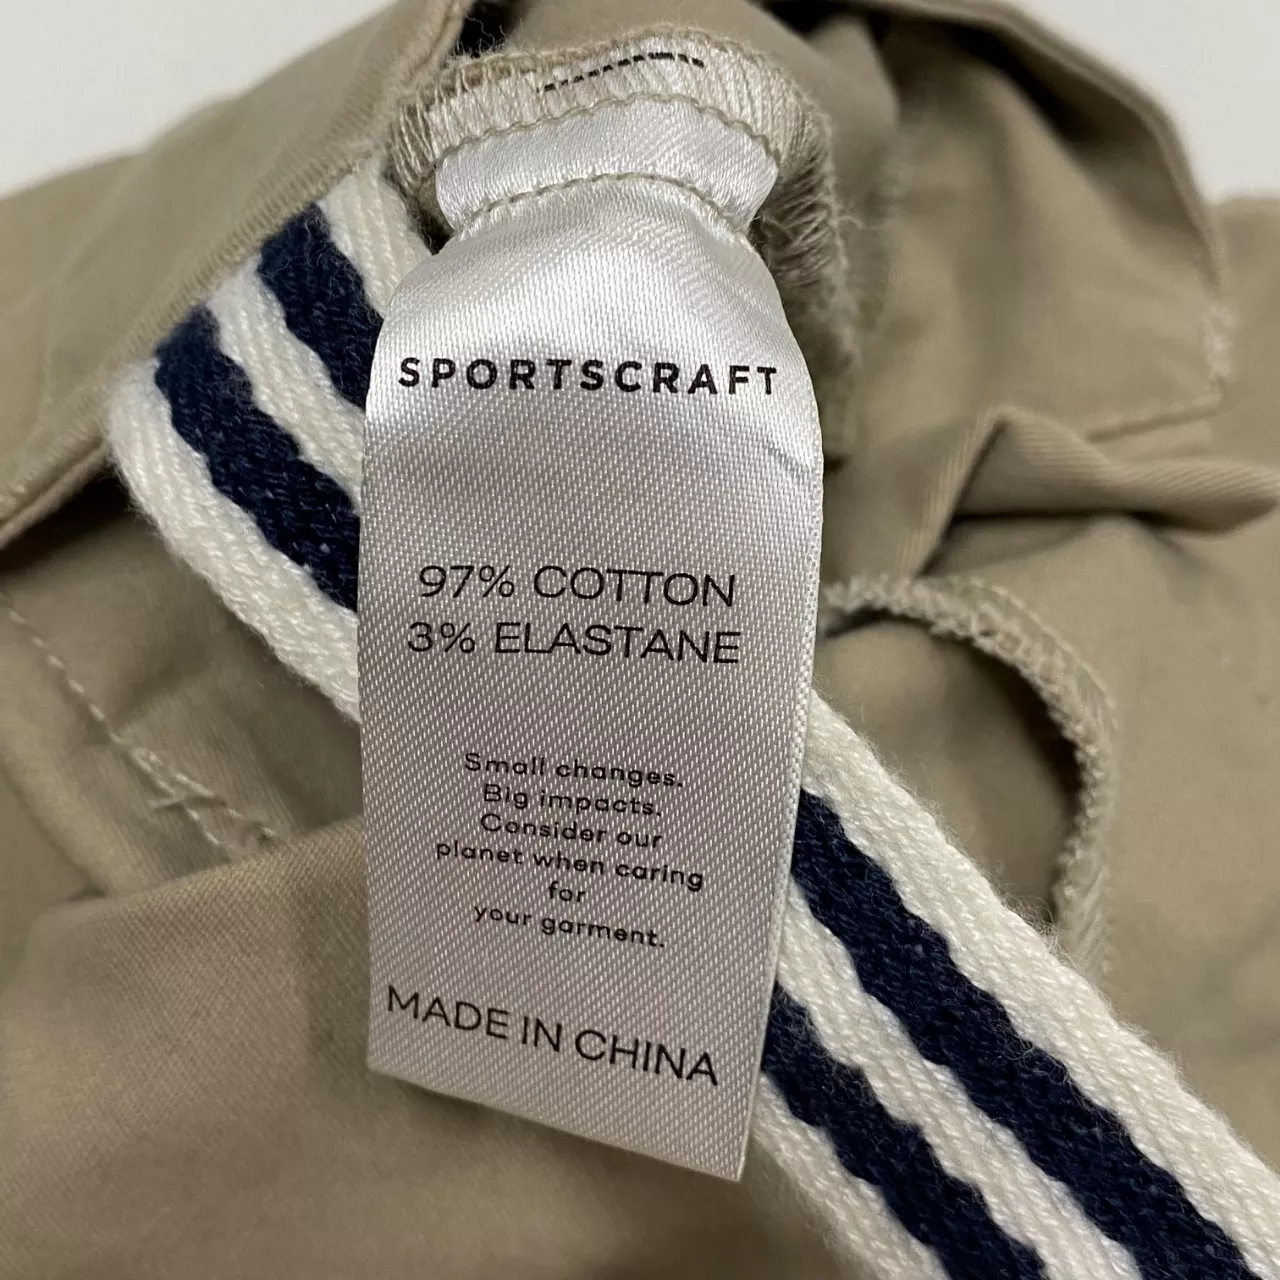 SPORTSCRAFT
97% COTTON
3% ELASTANE
Small changes.
Big impacts.
Consider our
planet when caring
for
your garment.
MADE IN CHINA